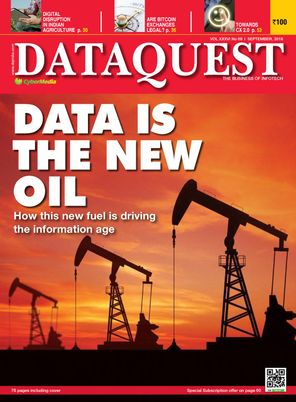 DIGITAL
DISRUPTION
IN INDIAN
AGRICULTURE p. 30
ARE BITCOIN
EXCHANGES
LEGAL? p. 36
TOWARDS
CX 2.0 p. 52
₹100
VOL XXXVI No 09 | SEPTEMBER, 2018
DATAQUEST
CyberMedia
THE BUSINESS OF INFOTECH
DATA IS
THE NEW
OIL
How this new fuel is driving
the information age
76 pages including cover
Special Subscription offer on page 60